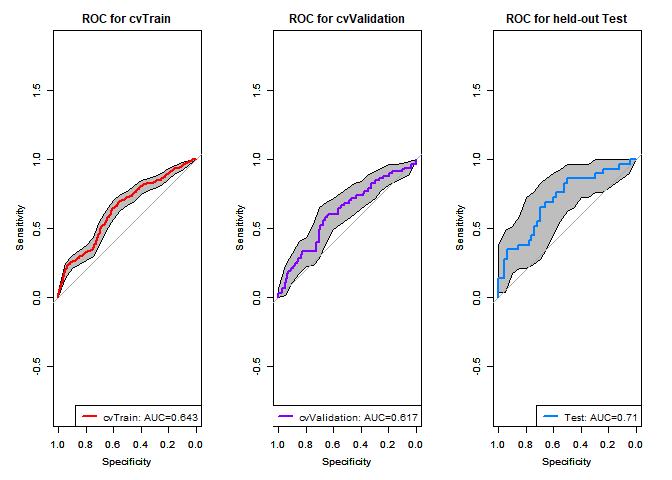 ROC for cvTrain
Sensitivity
1.5
1.0
0.5
0.0
-0.5
cvTrain: AUC=0.643
1.0 0.8 0.6 0.4 0.2 0.0
Specificity
ROC for cvValidation
Sensitivity
1.5
1.0
0.5
0.0
-0.5
cvValidation: AUC=0.617
1.0 0.8 0.6 0.4 0.2 0.0
Specificity
ROC for held-out Test
Sensitivity
1.5
1.0
0.5
0.0
-0.5
Test: AUC=0.71
1.0 0.8 0.6 0.4 0.2 0.0
Specificity